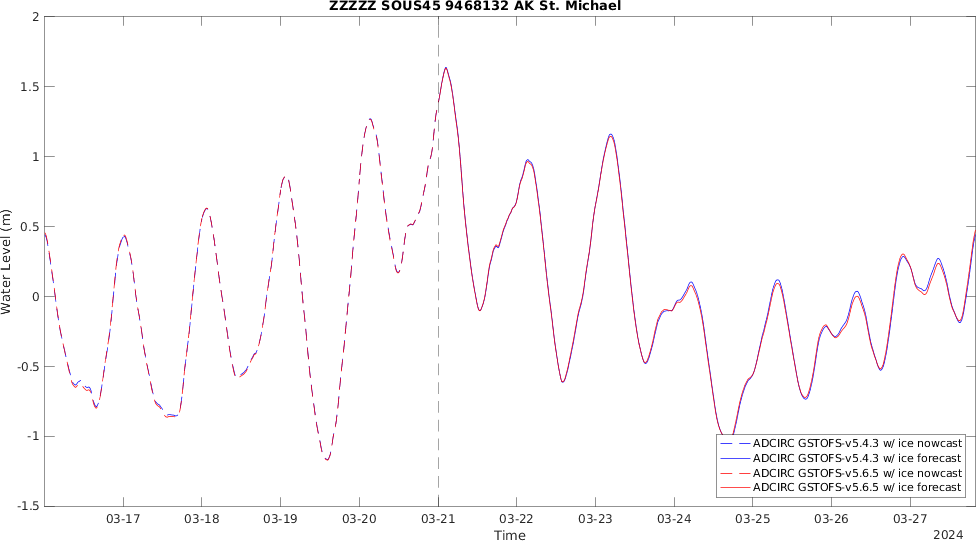 ZZZZZ SOUS45 9468132 AK St. Michael
2
1.5
1
0.5
0
-0.5
-1
-1.5
Water Level (m)
ADCIRC GSTOFS-v5.4.3 w/ ice nowcast
ADCIRC GSTOFS-v5.4.3 w/ ice forecast
ADCIRC GSTOFS-v5.6.5 w/ ice nowcast
ADCIRC GSTOFS-v5.6.5 w/ ice forecast
03-17 03-18 03-19 03-20 03-21 03-22 03-23 03-24 03-25 03-26 03-27
Time
2024